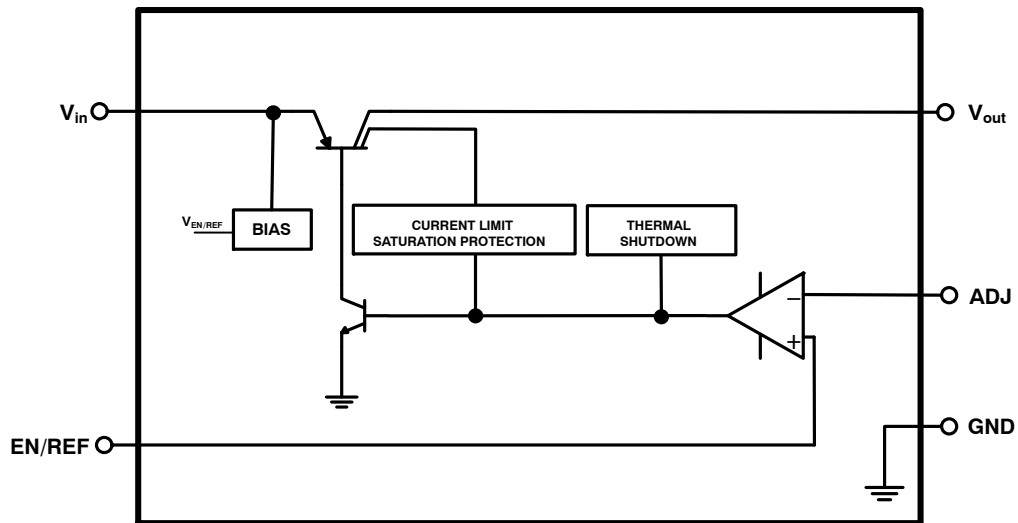 Vin
Vout
VEN/REF
BIAS
CURRENT LIMIT
SATURATION PROTECTION
THERMAL
SHUTDOWN
ADJ
−
+
GND
EN/REF